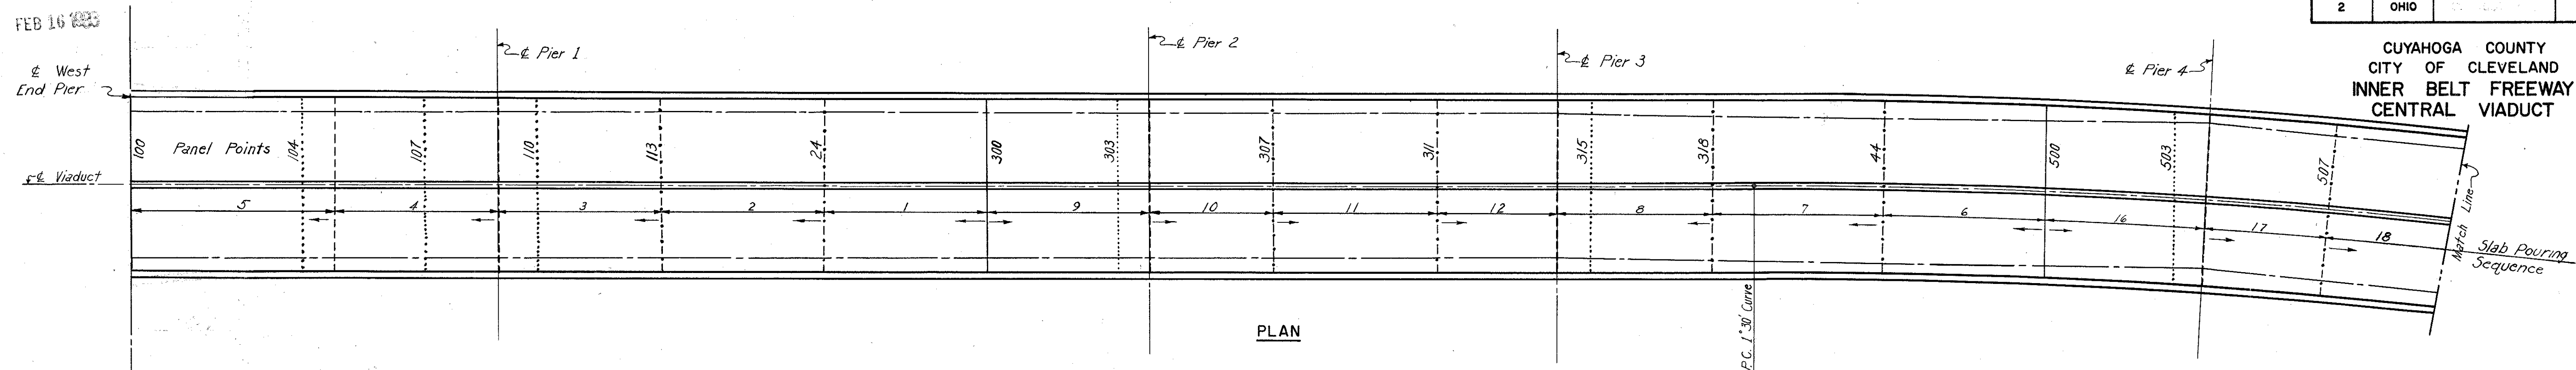 FEB 16
2 OHIO
CUYAHOGA COUNTY
CITY OF CLEVELAND
INNER BELT FREEWAY
CENTRAL VIADUCT
℄ West
End Pier
℄ Pier 1
℄ Pier 2
℄ Pier 3
℄ Pier 4
100
Panel Points
104
107
110
113
24
300
303
307
311
315
318
44
500
503
507
℄ Viaduct
5
4
3
2
1
9
10
11
12
8
7
6
16
17
18
Match Line
Slab Pouring
Sequence
P.C. 1°30' Curve
PLAN